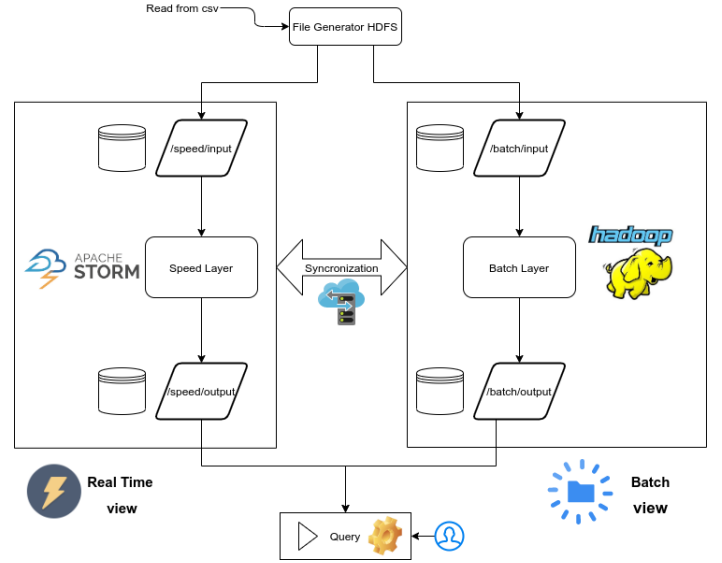 Read from csv
File Generator HDFS
/speed/input
/batch/input
APACHE
STORM
Speed Layer
Syncronization
Batch Layer
hadoop
/speed/output
/batch/output
Real Time
view
Batch
view
Query